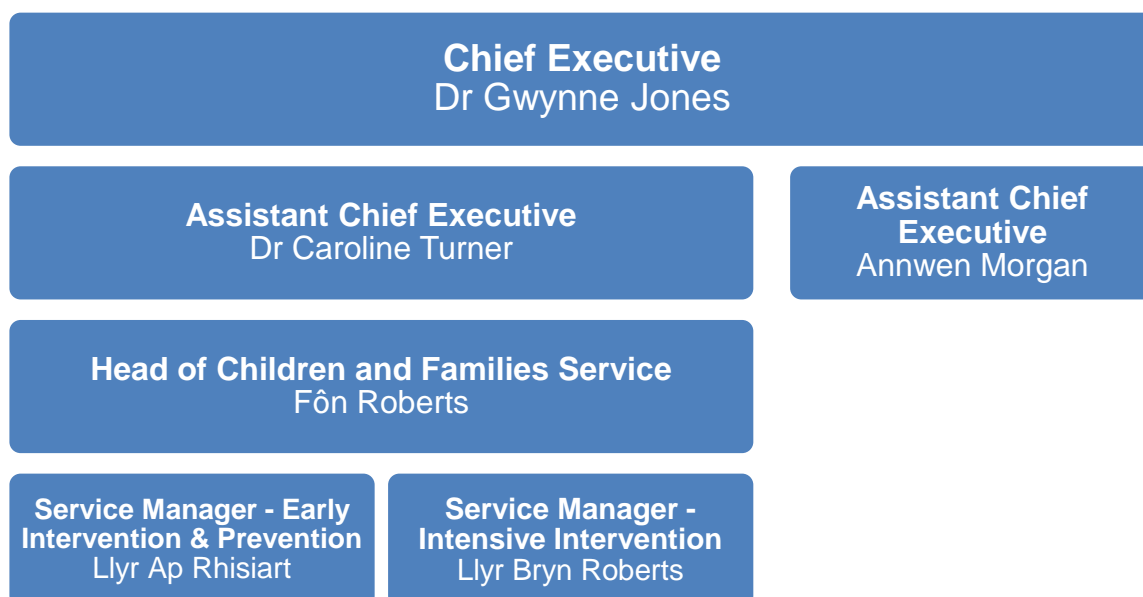 Chief Executive
Dr Gwynne Jones
Assistant Chief Executive
Dr Caroline Turner
Assistant Chief
Executive
Annwen Morgan
Head of Children and Families Service
Fôn Roberts
Service Manager - Early
Intervention & Prevention
Llyr Ap Rhisiart
Service Manager -
Intensive Intervention
Llyr Bryn Roberts